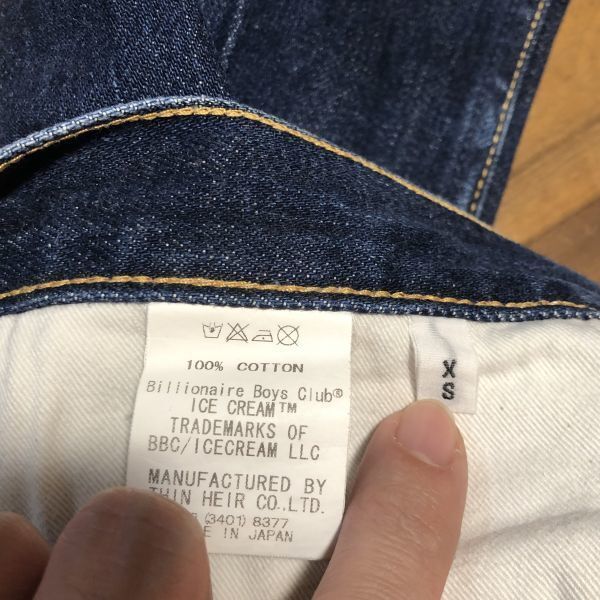 100% COTTON
Billionaire Boys Club®
ICE CREAM™
TRADEMARKS OF
BBC/ICECREAM LLC
MANUFACTURED BY
THIN HEIR CO.,LTD.
(3401) 8377
IN JAPAN
XS